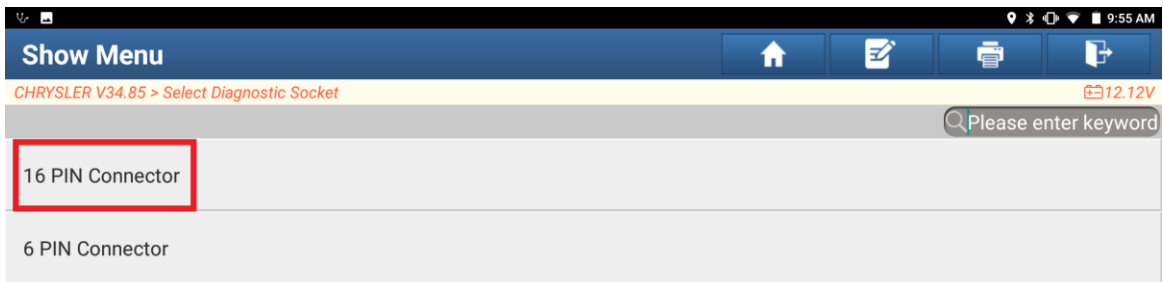 9:55 AM
Show Menu
CHRYSLER V34.85 > Select Diagnostic Socket
12.12V
Please enter keyword
16 PIN Connector
6 PIN Connector